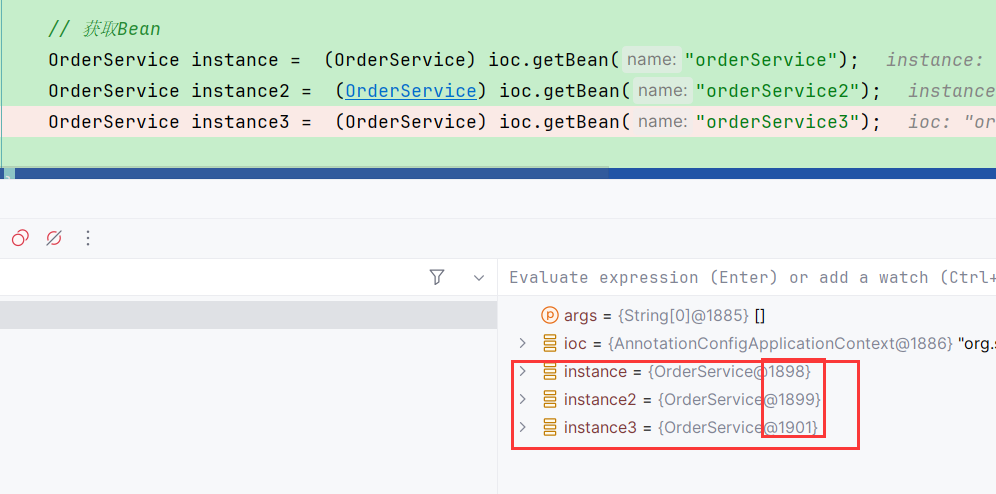 // 获取Bean
OrderService instance = (OrderService) ioc.getBean( name: "orderService"); instance:
OrderService instance2 = (OrderService) ioc.getBean( name: "orderService2"); instance
OrderService instance3 = (OrderService) ioc.getBean( name: "orderService3"); ioc: "or
Evaluate expression (Enter) or add a watch (Ctrl+
args = {String[0]@1885} []
ioc = {AnnotationConfigApplicationContext@1886} "org.s
instance = {OrderService@1898}
instance2 = {OrderService@1899}
instance3 = {OrderService@1901}